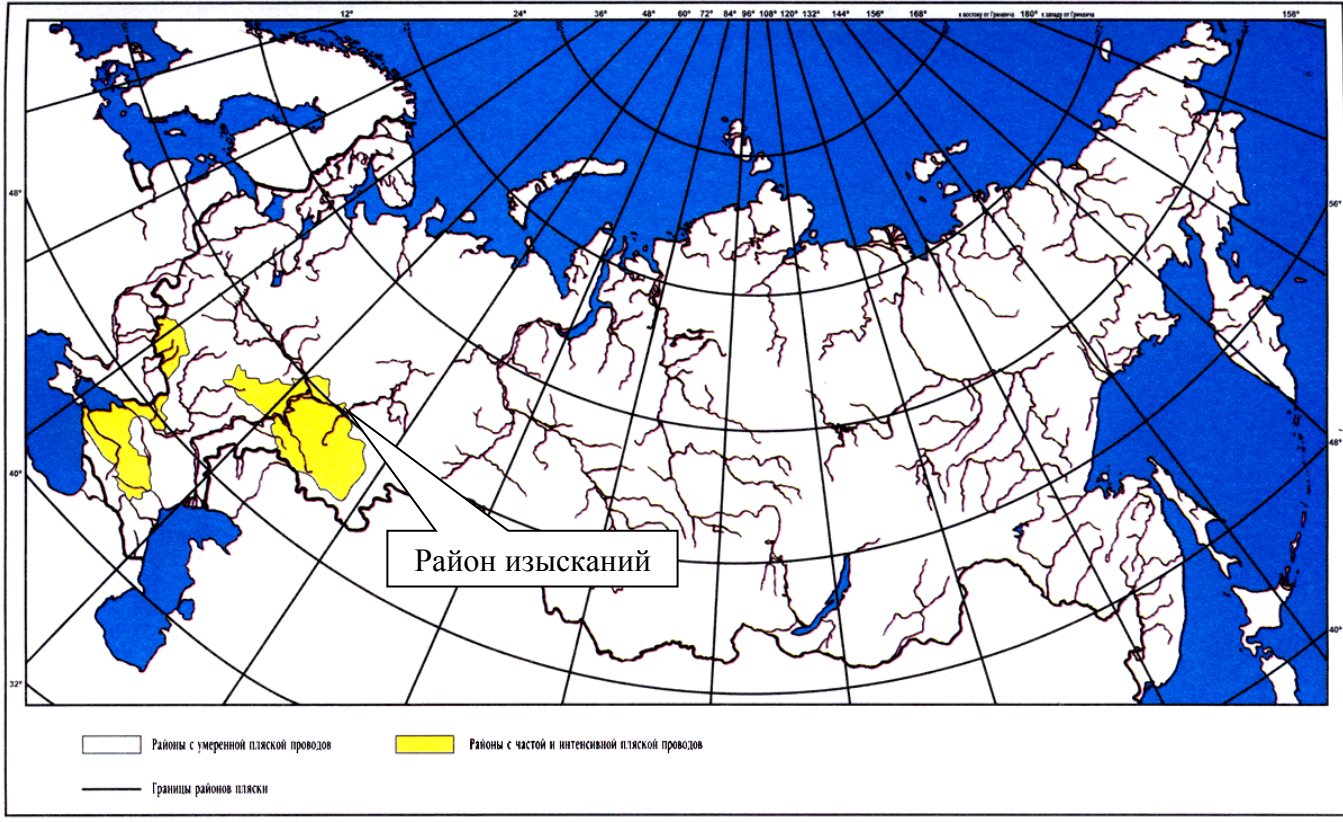 12° 24° 36° 48° 60° 72° 84° 96° 108° 120° 132° 144° 156° 168° к востоку от Гринвича 180° к западу от Гринвича 158°
48°
56°
40°
48°
32°
40°
Район изысканий
Районы с умеренной пляской проводов
Районы с частой и интенсивной пляской проводов
Границы районов пляски